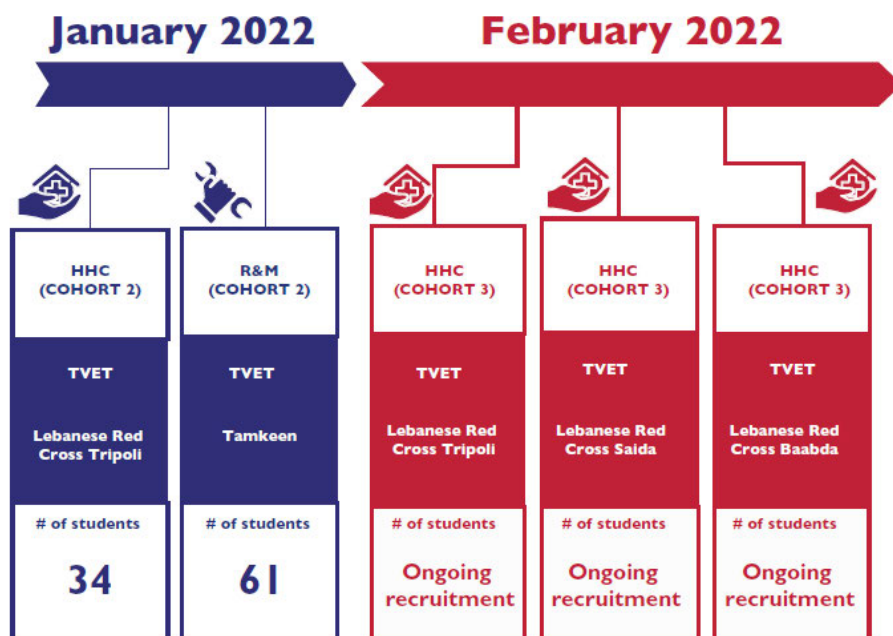 January 2022
February 2022
HHC
(COHORT 2)
TVET
Lebanese Red
Cross Tripoli
# of students
34
R&M
(COHORT 2)
TVET
Tamkeen
# of students
61
HHC
(COHORT 3)
TVET
Lebanese Red
Cross Tripoli
# of students
Ongoing
recruitment
HHC
(COHORT 3)
TVET
Lebanese Red
Cross Saida
# of students
Ongoing
recruitment
HHC
(COHORT 3)
TVET
Lebanese Red
Cross Baabda
# of students
Ongoing
recruitment